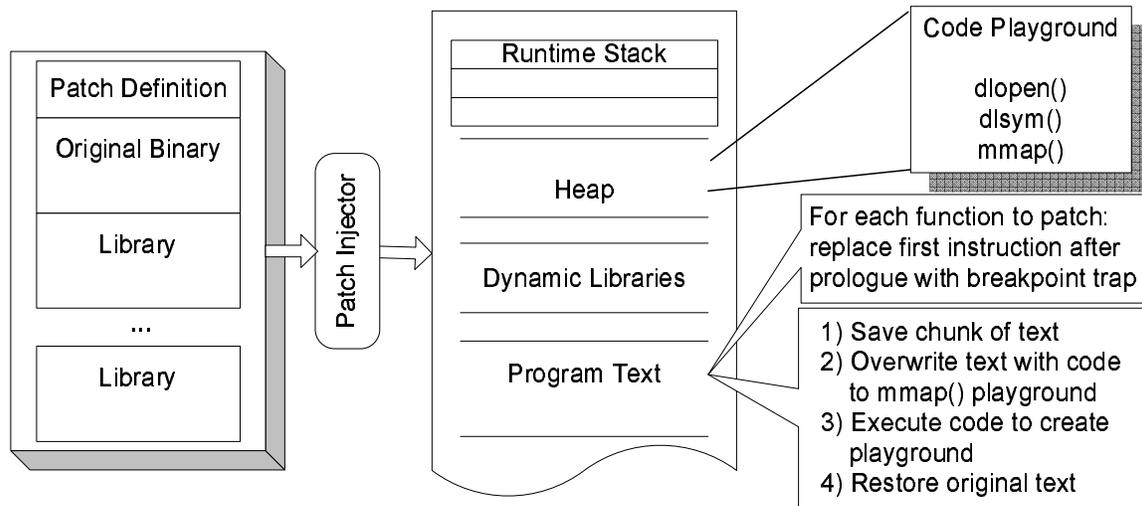 Patch Definition
Original Binary
Library
...
Library
Patch Injector
Runtime Stack
Heap
Dynamic Libraries
Program Text
Code Playground
dlopen()
dlsym()
mmap()
For each function to patch:
replace first instruction after
prologue with breakpoint trap
1) Save chunk of text
2) Overwrite text with code
to mmap() playground
3) Execute code to create
playground
4) Restore original text